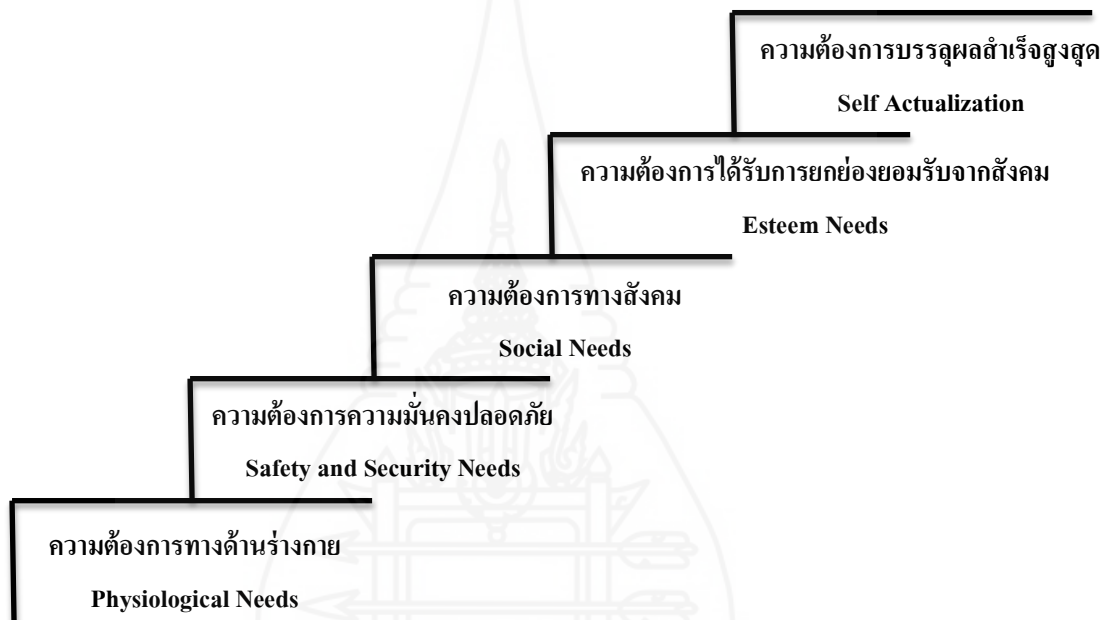 ความต้องการบรรลุผลสำเร็จสูงสุด
Self Actualization
ความต้องการได้รับการยกย่องยอมรับจากสังคม
Esteem Needs
ความต้องการทางสังคม
Social Needs
ความต้องการความมั่นคงปลอดภัย
Safety and Security Needs
ความต้องการทางด้านร่างกาย
Physiological Needs